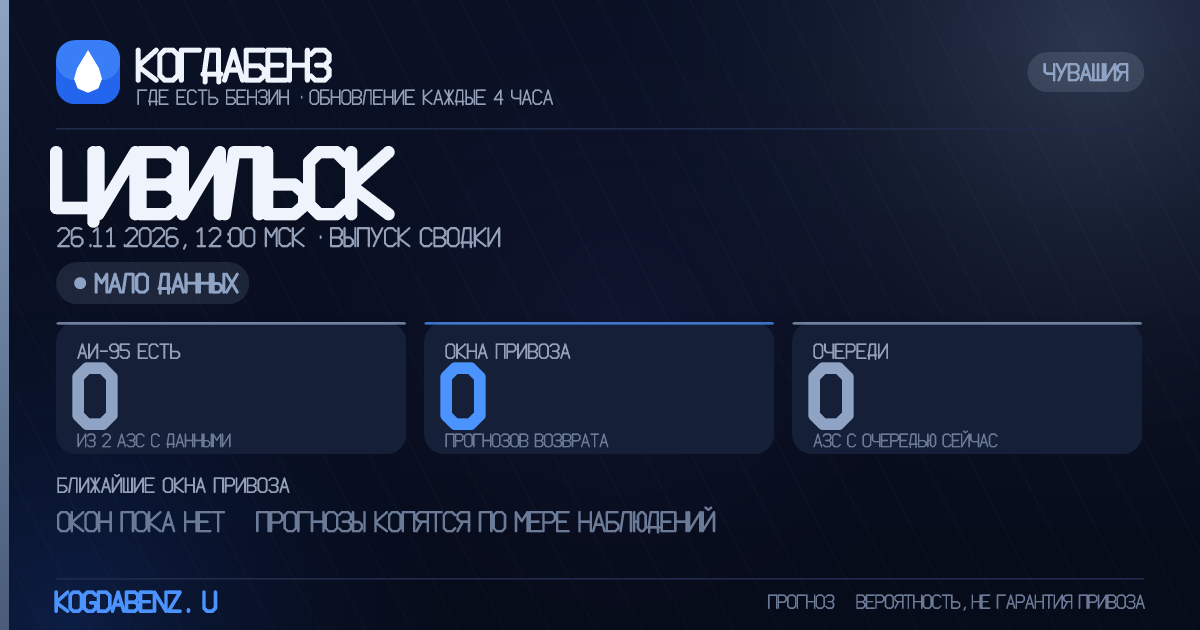 КОГДАБЕНЗ
ГДЕ ЕСТЬ БЕНЗИН · ОБНОВЛЕНИЕ КАЖДЫЕ 4 ЧАСА
ЧУВАШИЯ
ЦИВИЛЬСК
26.11.2026, 12:00 МСК · ВЫПУСК СВОДКИ
МАЛО ДАННЫХ
АИ-95 ЕСТЬ
0
ИЗ 2 АЗС С ДАННЫМИ
ОКНА ПРИВОЗА
0
ПРОГНОЗОВ ВОЗВРАТА
ОЧЕРЕДИ
0
АЗС С ОЧЕРЕДЬЮ СЕЙЧАС
БЛИЖАЙШИЕ ОКНА ПРИВОЗА
ОКОН ПОКА НЕТ ПРОГНОЗЫ КОПЯТСЯ ПО МЕРЕ НАБЛЮДЕНИЙ
KOGDABENZ. U
ПРОГНОЗ ВЕРОЯТНОСТЬ, НЕ ГАРАНТИЯ ПРИВОЗА